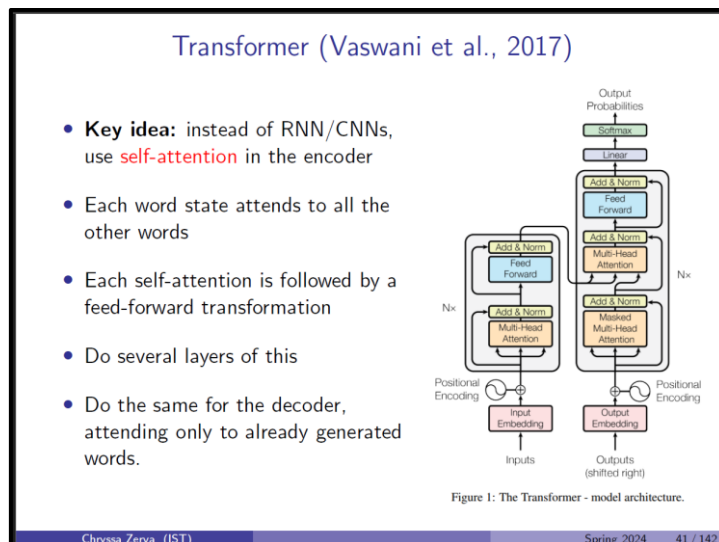 Transformer (Vaswani et al., 2017)
• Key idea: instead of RNN/CNNs,
use self-attention in the encoder
• Each word state attends to all the
other words
• Each self-attention is followed by a
feed-forward transformation
• Do several layers of this
• Do the same for the decoder,
attending only to already generated
words.
Output
Probabilities
Softmax
Linear
Add & Norm
Feed
Forward
Add & Norm
Multi-Head
Attention
Nx
Add & Norm
Masked
Multi-Head
Attention
Add & Norm
Feed
Forward
Nx
Add & Norm
Multi-Head
Attention
Positional
Encoding
Positional
Encoding
Input
Embedding
Output
Embedding
Inputs
Outputs
(shifted right)
Figure 1: The Transformer - model architecture.
Chryssa Zerva (IST)
Spring 2024
41 / 142